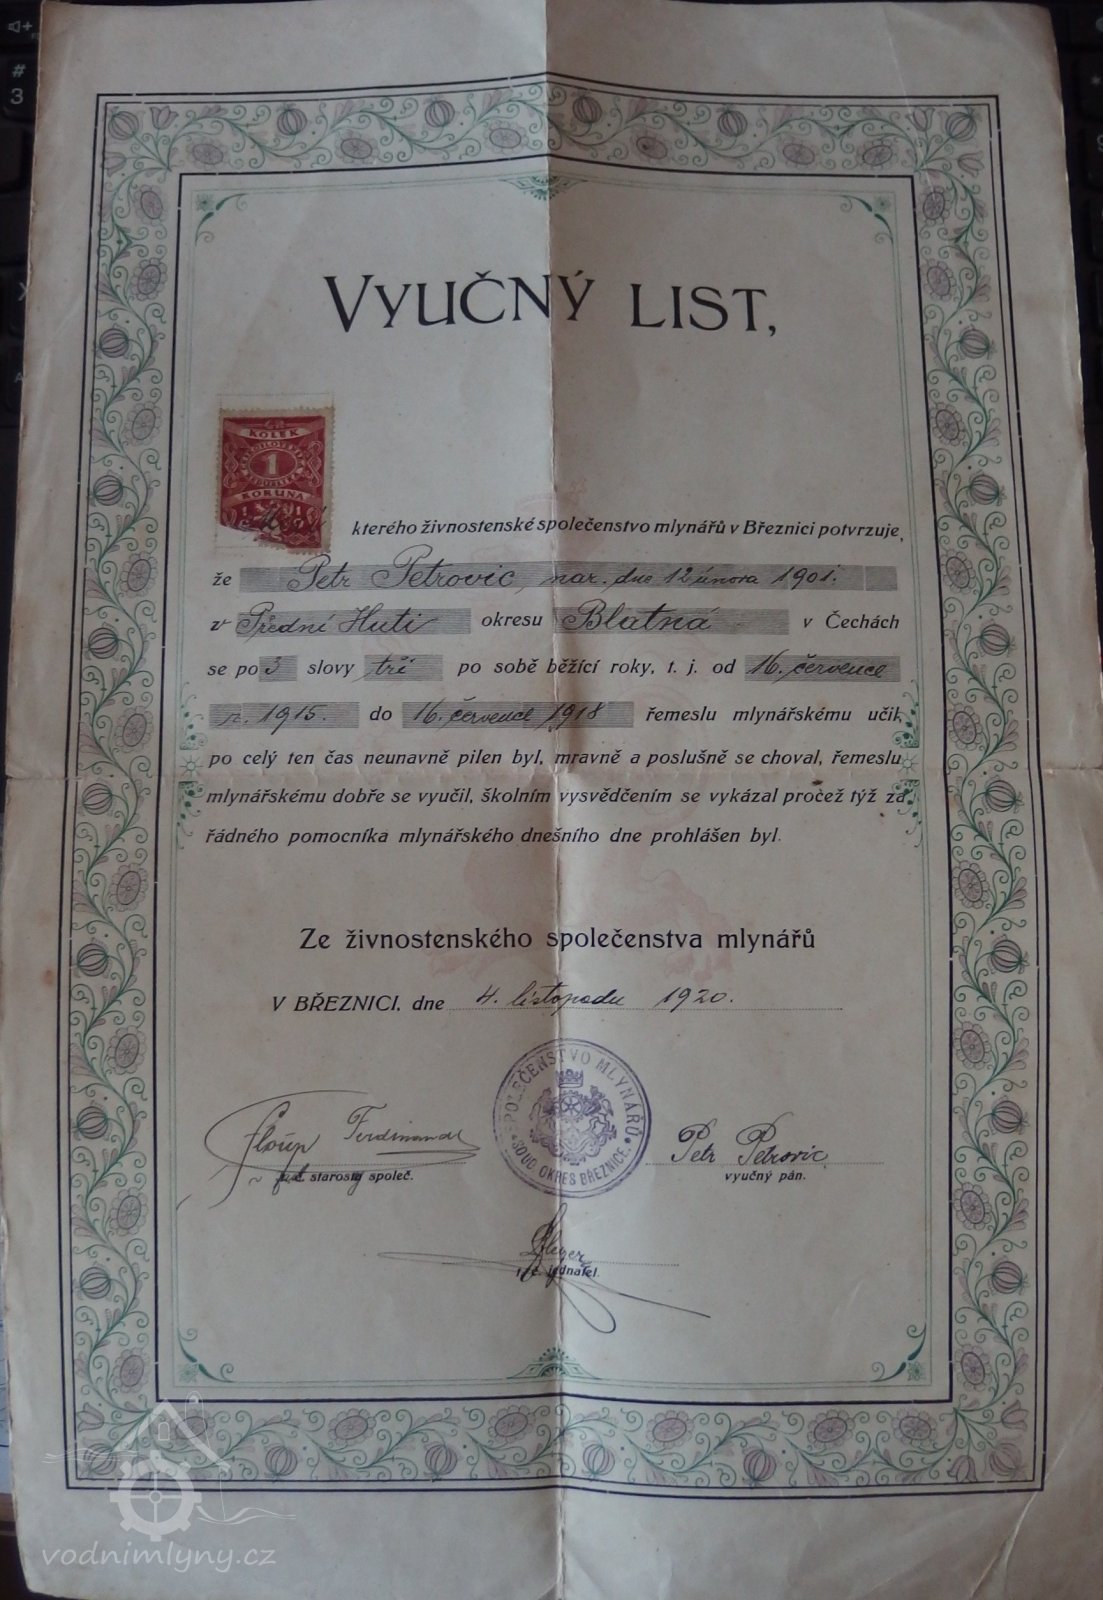 VYUČNÝ LIST,
KOLEK
1
KORUNA
kterého živnostenské společenstvo mlynářů v Březnici potvrzuje,
že Petr Petrovic, nar. dne 12 února 1901.
v Přední Huti okresu Blatná v Čechách
se po 3 slovy tři po sobě běžící roky, t. j. od 16. července
r. 1915. do 16. července 1918 řemeslu mlynářskému učil,
po celý ten čas neunavně pilen byl, mravně a poslušně se choval, řemeslu
mlynářskému dobře se vyučil, školním vysvědčením se vykázal pročež týž za
řádného pomocníka mlynářského dnešního dne prohlášen byl.
Ze živnostenského společenstva mlynářů
V BŘEZNICI, dne 4. listopadu 1920.
SPOLEČENSTVO MLYNÁŘŮ
SOUD. OKRES BŘEZNICE.
Ferdinand
starosta společ.
Petr Petrovic
vyučný pán.
jednatel.
vodnimlyny.cz
#
3